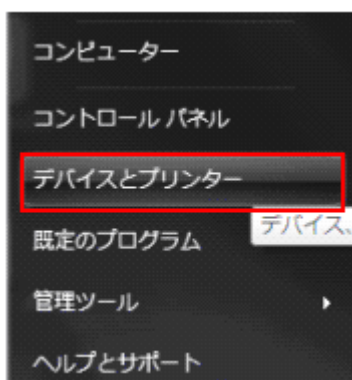 コンピューター
コントロール パネル
デバイスとプリンター
デバイス、
既定のプログラム
管理ツール
ヘルプとサポート